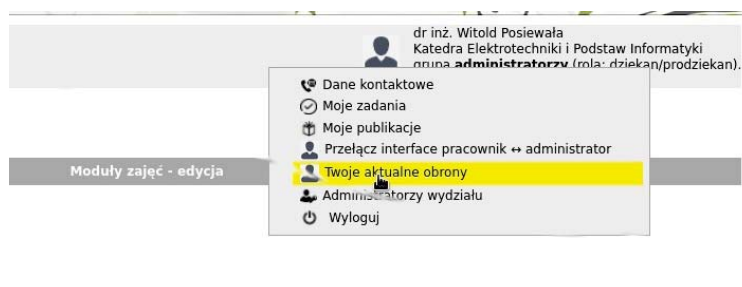 dr inż. Witold Posiewała
Katedra Elektrotechniki i Podstaw Informatyki
grupa administratorzy (rola: dziekan/prodziekan).
Dane kontaktowe
Moje zadania
Moje publikacje
Przełącz interface pracownik ↔ administrator
Moduły zajęć - edycja
Twoje aktualne obrony
Administratorzy wydziału
Wyloguj